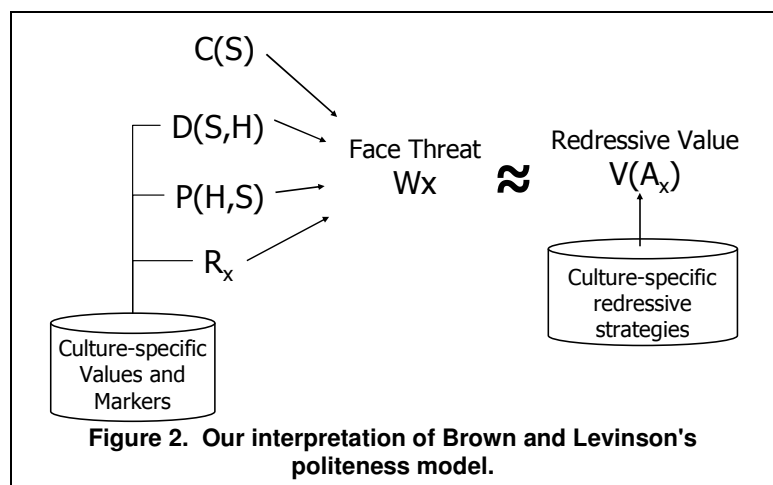 C(S)
D(S,H)
P(H,S)
Rx
Culture-specific
Values and
Markers
Face Threat
Wx
≈
Redressive Value
V(Ax)
Culture-specific
redressive
strategies
Figure 2. Our interpretation of Brown and Levinson's
politeness model.